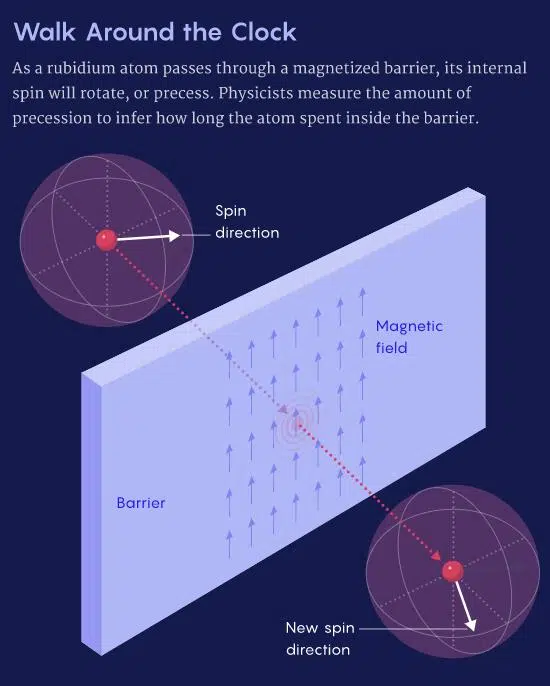 Walk Around the Clock
As a rubidium atom passes through a magnetized barrier, its internal
spin will rotate, or precess. Physicists measure the amount of
precession to infer how long the atom spent inside the barrier.
Spin
direction
Magnetic
field
Barrier
New spin
direction